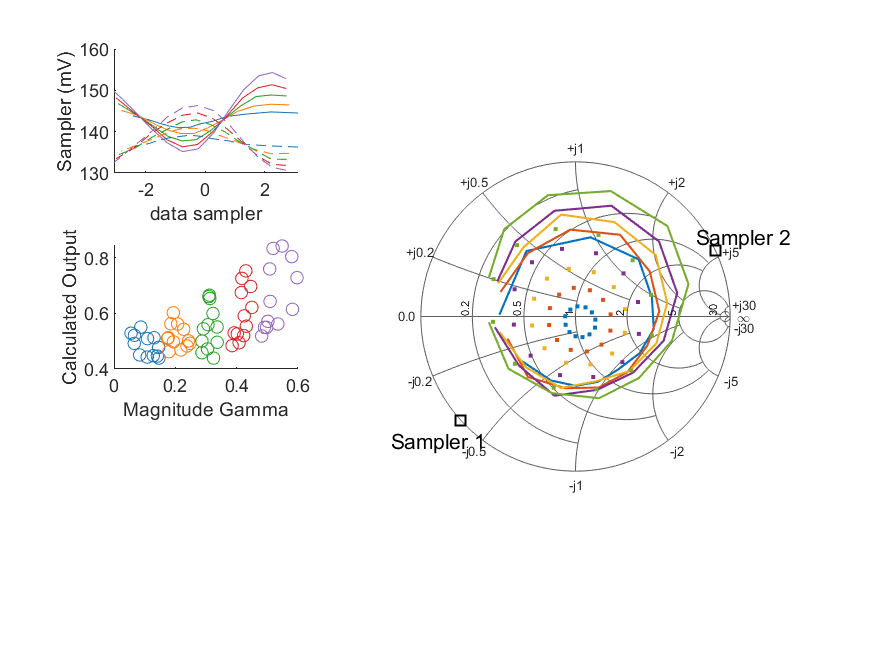 160
150
140
130
Sampler (mV)
-2
0
2
data sampler
0.8
0.6
0.4
Calculated Output
0
0.2
0.4
0.6
Magnitude Gamma
+j1
+j0.5
+j2
Sampler 2
+j0.2
+j5
0.0
0.2
0.5
1
2
5
30
+j30
∞
-j30
-j0.2
-j5
Sampler 1
-j0.5
-j2
-j1